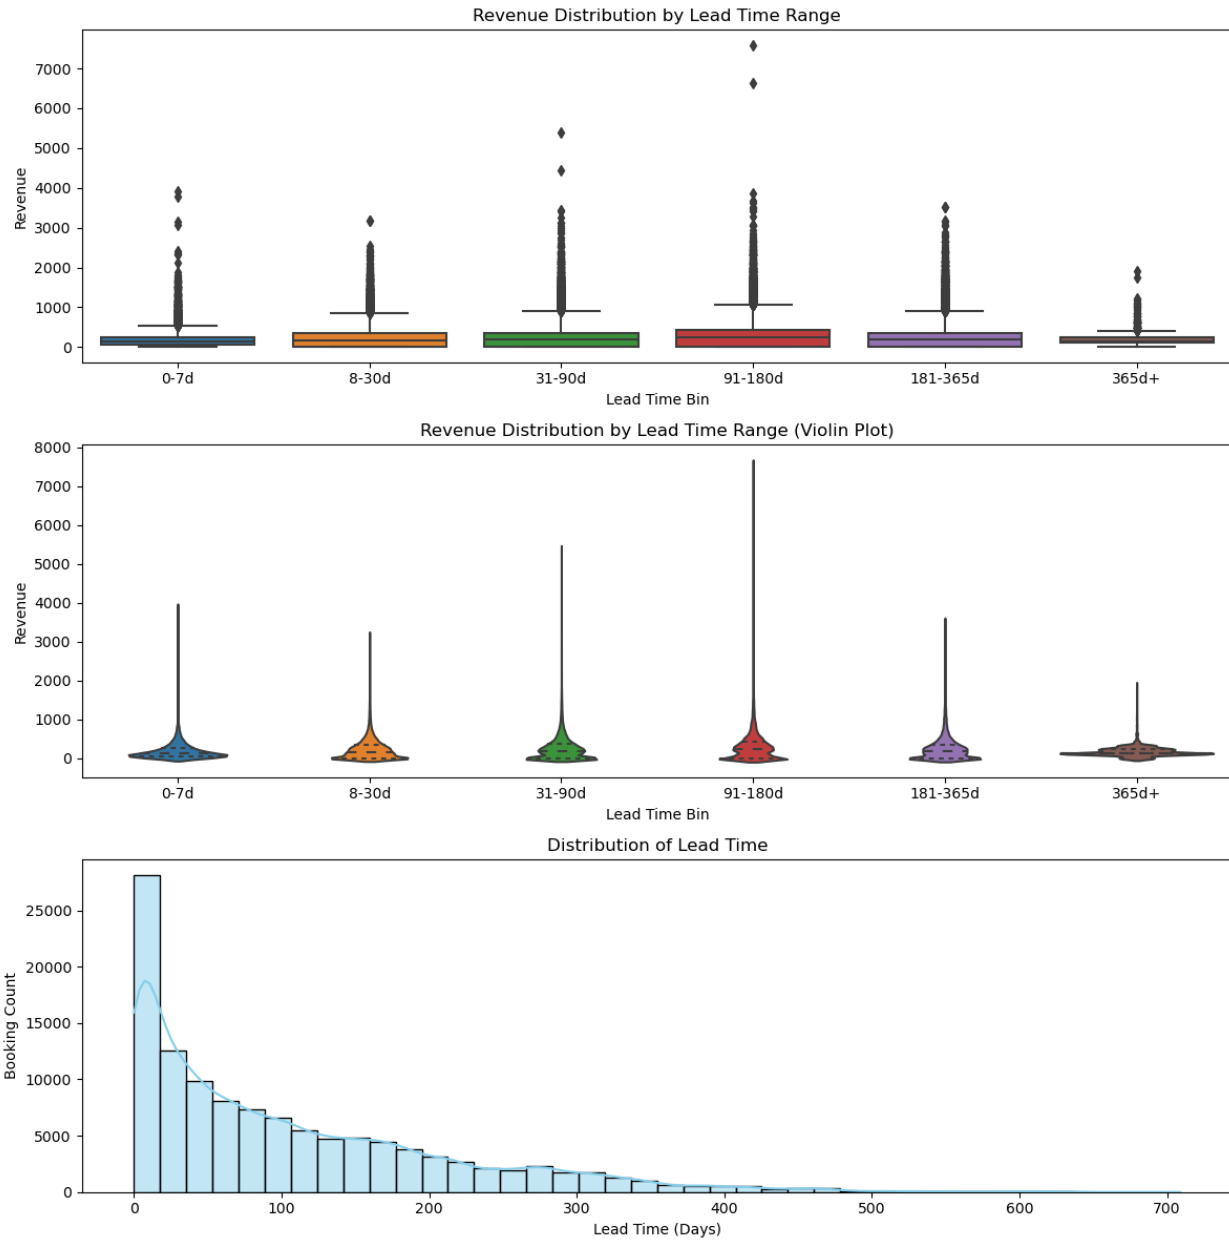 Revenue Distribution by Lead Time Range
7000
6000
5000
4000
3000
2000
1000
0
Revenue
0-7d 8-30d 31-90d 91-180d 181-365d 365d+
Lead Time Bin
Revenue Distribution by Lead Time Range (Violin Plot)
8000
7000
6000
5000
4000
3000
2000
1000
0
Revenue
0-7d 8-30d 31-90d 91-180d 181-365d 365d+
Lead Time Bin
Distribution of Lead Time
25000
20000
15000
10000
5000
0
Booking Count
0 100 200 300 400 500 600 700
Lead Time (Days)